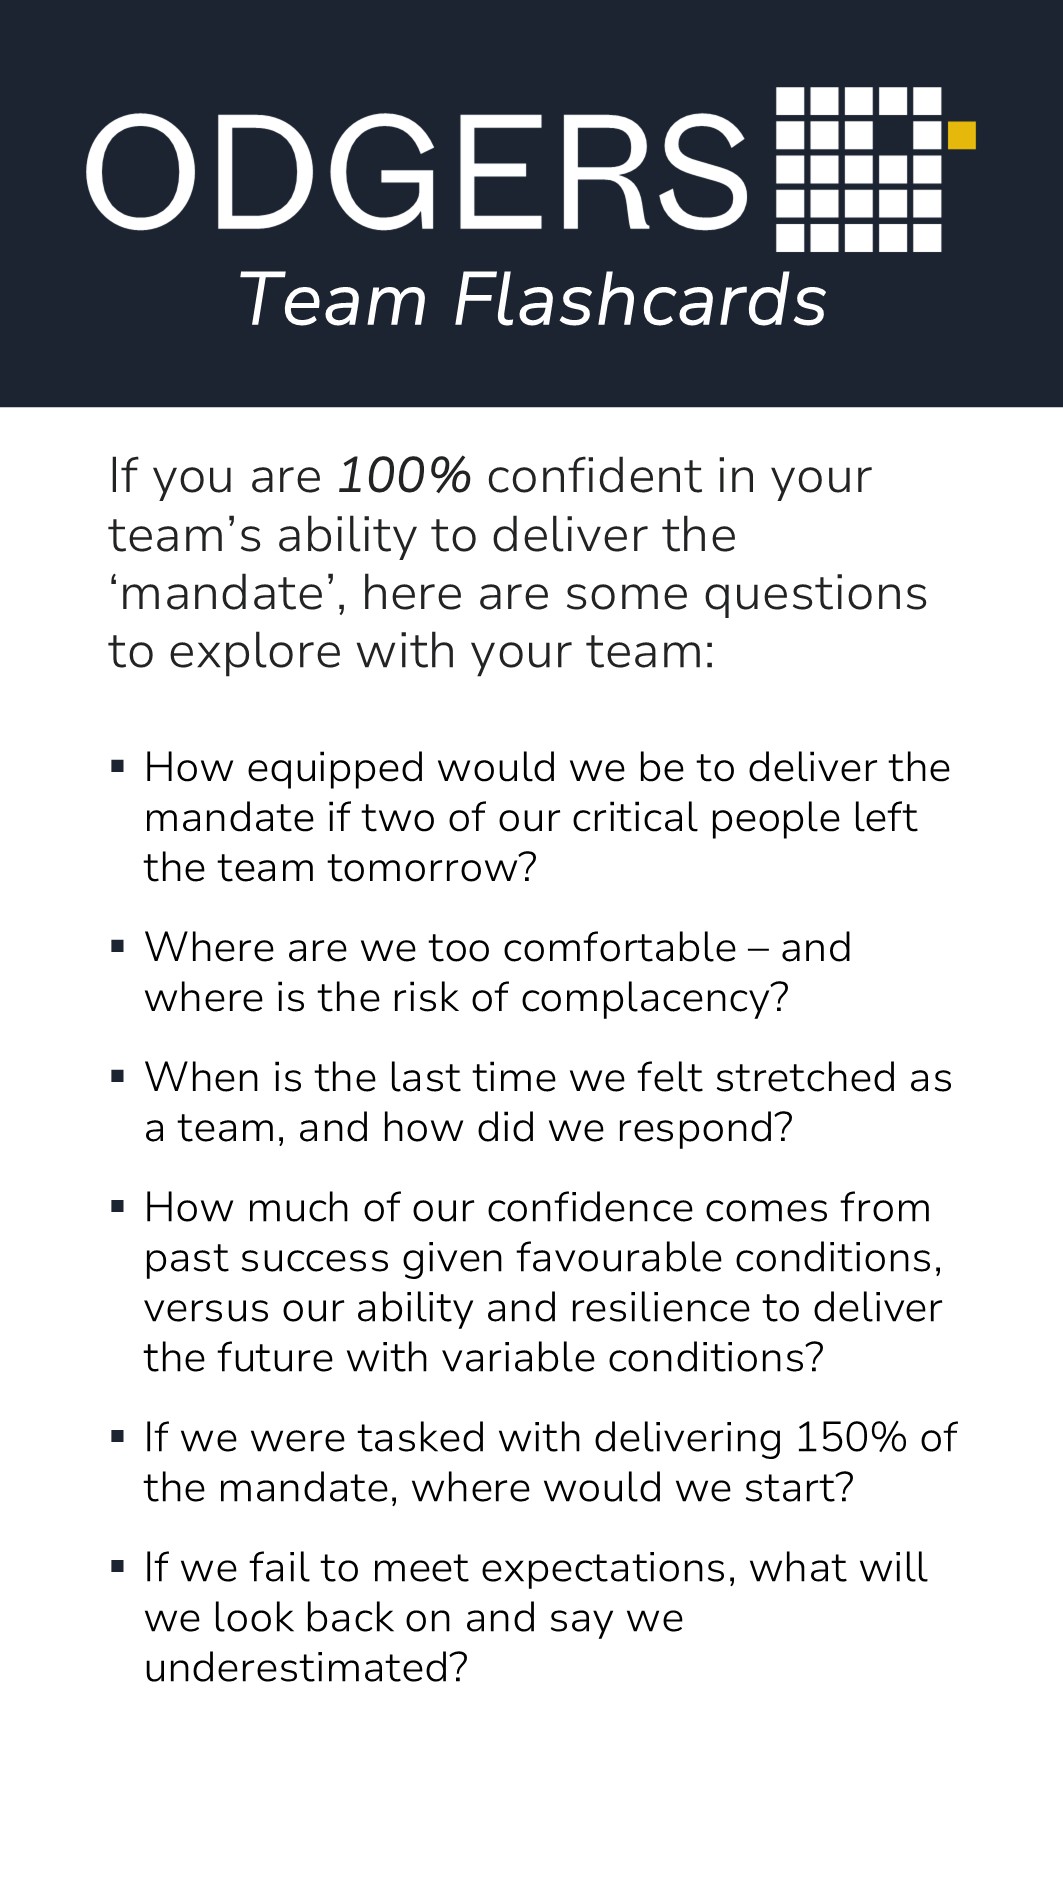 ODGERS
Team Flashcards
If you are 100% confident in your
team’s ability to deliver the
‘mandate’, here are some questions
to explore with your team:
▪ How equipped would we be to deliver the
mandate if two of our critical people left
the team tomorrow?
▪ Where are we too comfortable – and
where is the risk of complacency?
▪ When is the last time we felt stretched as
a team, and how did we respond?
▪ How much of our confidence comes from
past success given favourable conditions,
versus our ability and resilience to deliver
the future with variable conditions?
▪ If we were tasked with delivering 150% of
the mandate, where would we start?
▪ If we fail to meet expectations, what will
we look back on and say we
underestimated?